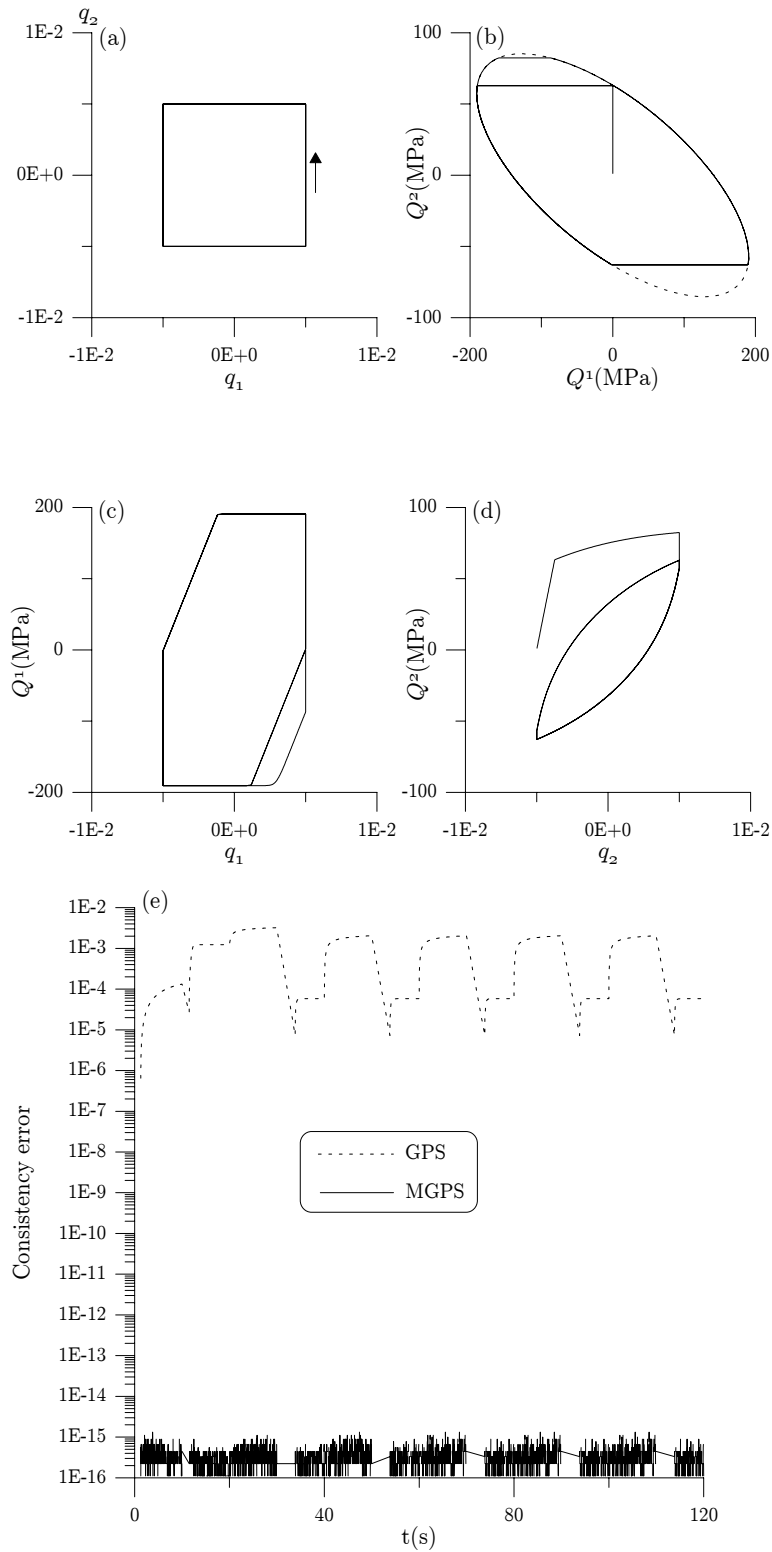 q₂
(a)
1E-2
0E+0
-1E-2
-1E-2
0E+0
1E-2
q₁
(b)
100
0
-100
Q²(MPa)
-200
0
200
Q¹(MPa)
(c)
200
0
-200
Q¹(MPa)
-1E-2
0E+0
1E-2
q₁
(d)
100
0
-100
Q²(MPa)
-1E-2
0E+0
1E-2
q₂
(e)
1E-2
1E-3
1E-4
1E-5
1E-6
1E-7
1E-8
1E-9
1E-10
1E-11
1E-12
1E-13
1E-14
1E-15
1E-16
Consistency error
GPS
MGPS
0
40
80
120
t(s)